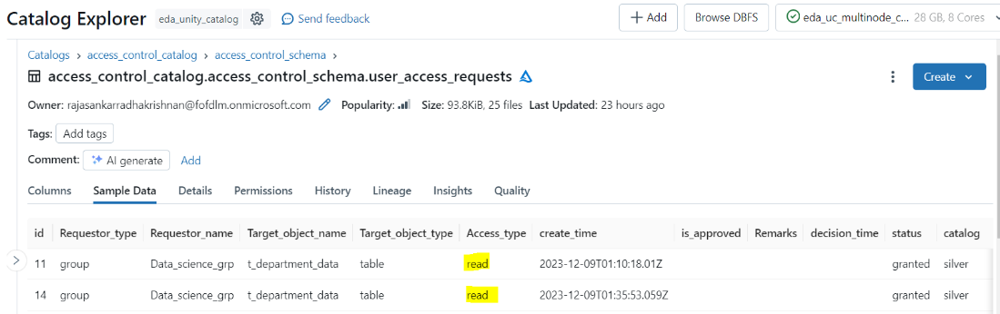 Catalog Explorer eda_unity_catalog Send feedback + Add Browse DBFS eda_uc_multinode_c... 28 GB, 8 Cores
Catalogs > access_control_catalog > access_control_schema >
access_control_catalog.access_control_schema.user_access_requests Create
Owner: rajasankarradhakrishnan@fofdlm.onmicrosoft.com Popularity: Size: 93.8KiB, 25 files Last Updated: 23 hours ago
Tags: Add tags
Comment: AI generate Add
Columns Sample Data Details Permissions History Lineage Insights Quality
id Requestor_type Requestor_name Target_object_name Target_object_type Access_type create_time is_approved Remarks decision_time status catalog
11 group Data_science_grp t_department_data table read 2023-12-09T01:10:18.01Z granted silver
14 group Data_science_grp t_department_data table read 2023-12-09T01:35:53.059Z granted silver